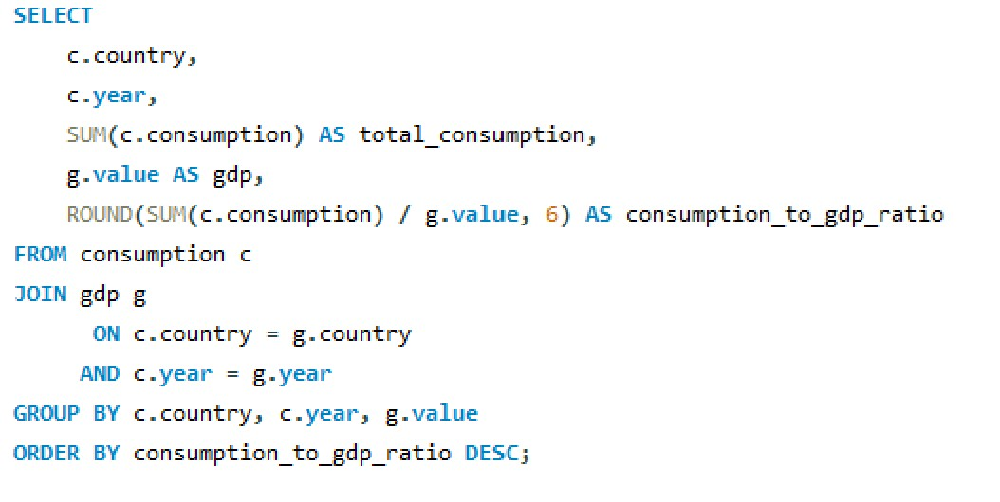 SELECT
c.country,
c.year,
SUM(c.consumption) AS total_consumption,
g.value AS gdp,
ROUND(SUM(c.consumption) / g.value, 6) AS consumption_to_gdp_ratio
FROM consumption c
JOIN gdp g
ON c.country = g.country
AND c.year = g.year
GROUP BY c.country, c.year, g.value
ORDER BY consumption_to_gdp_ratio DESC;